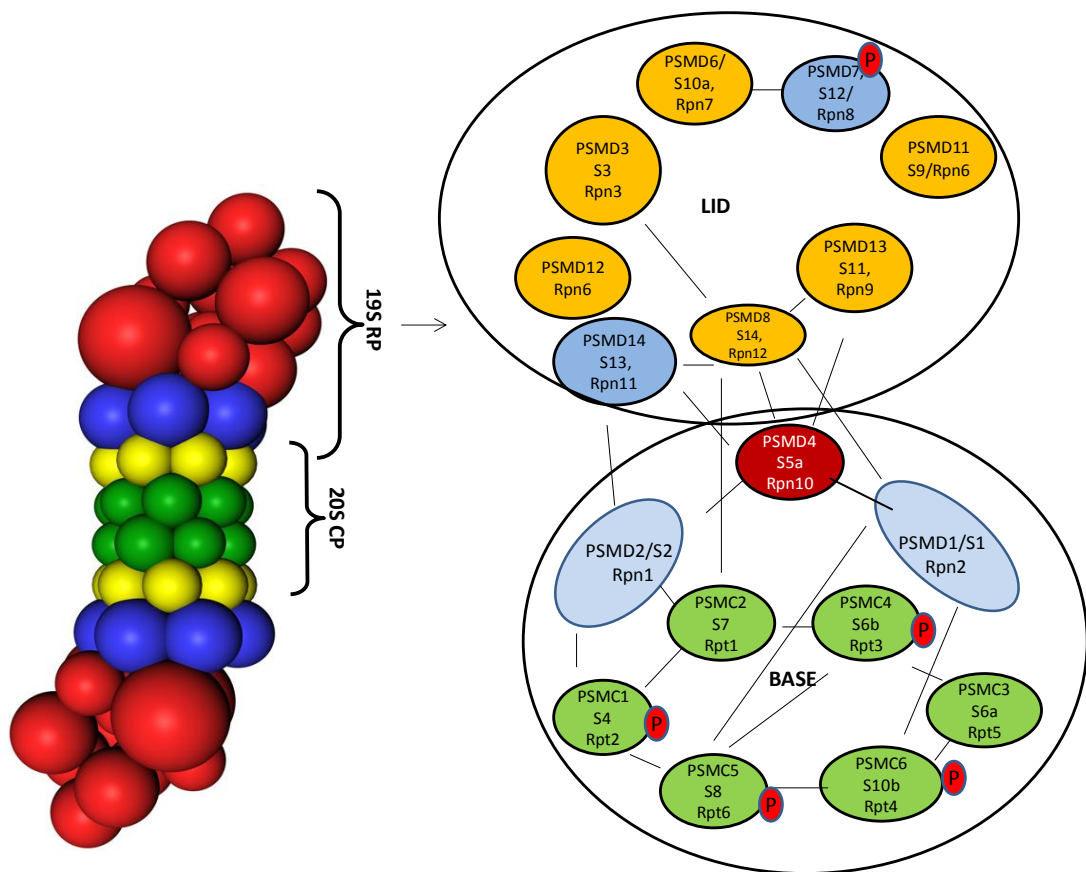 19S RP
20S CP
PSMD6/
S10a,
Rpn7
PSMD7,
S12/
Rpn8
P
PSMD11
S9/Rpn6
PSMD3
S3
Rpn3
LID
PSMD12
Rpn6
PSMD13
S11,
Rpn9
PSMD8
S14,
Rpn12
PSMD14
S13,
Rpn11
PSMD4
S5a
Rpn10
PSMD2/S2
Rpn1
PSMD1/S1
Rpn2
PSMC2
S7
Rpt1
PSMC4
S6b
Rpt3
P
BASE
PSMC1
S4
Rpt2
P
PSMC3
S6a
Rpt5
PSMC5
S8
Rpt6
P
PSMC6
S10b
Rpt4
P